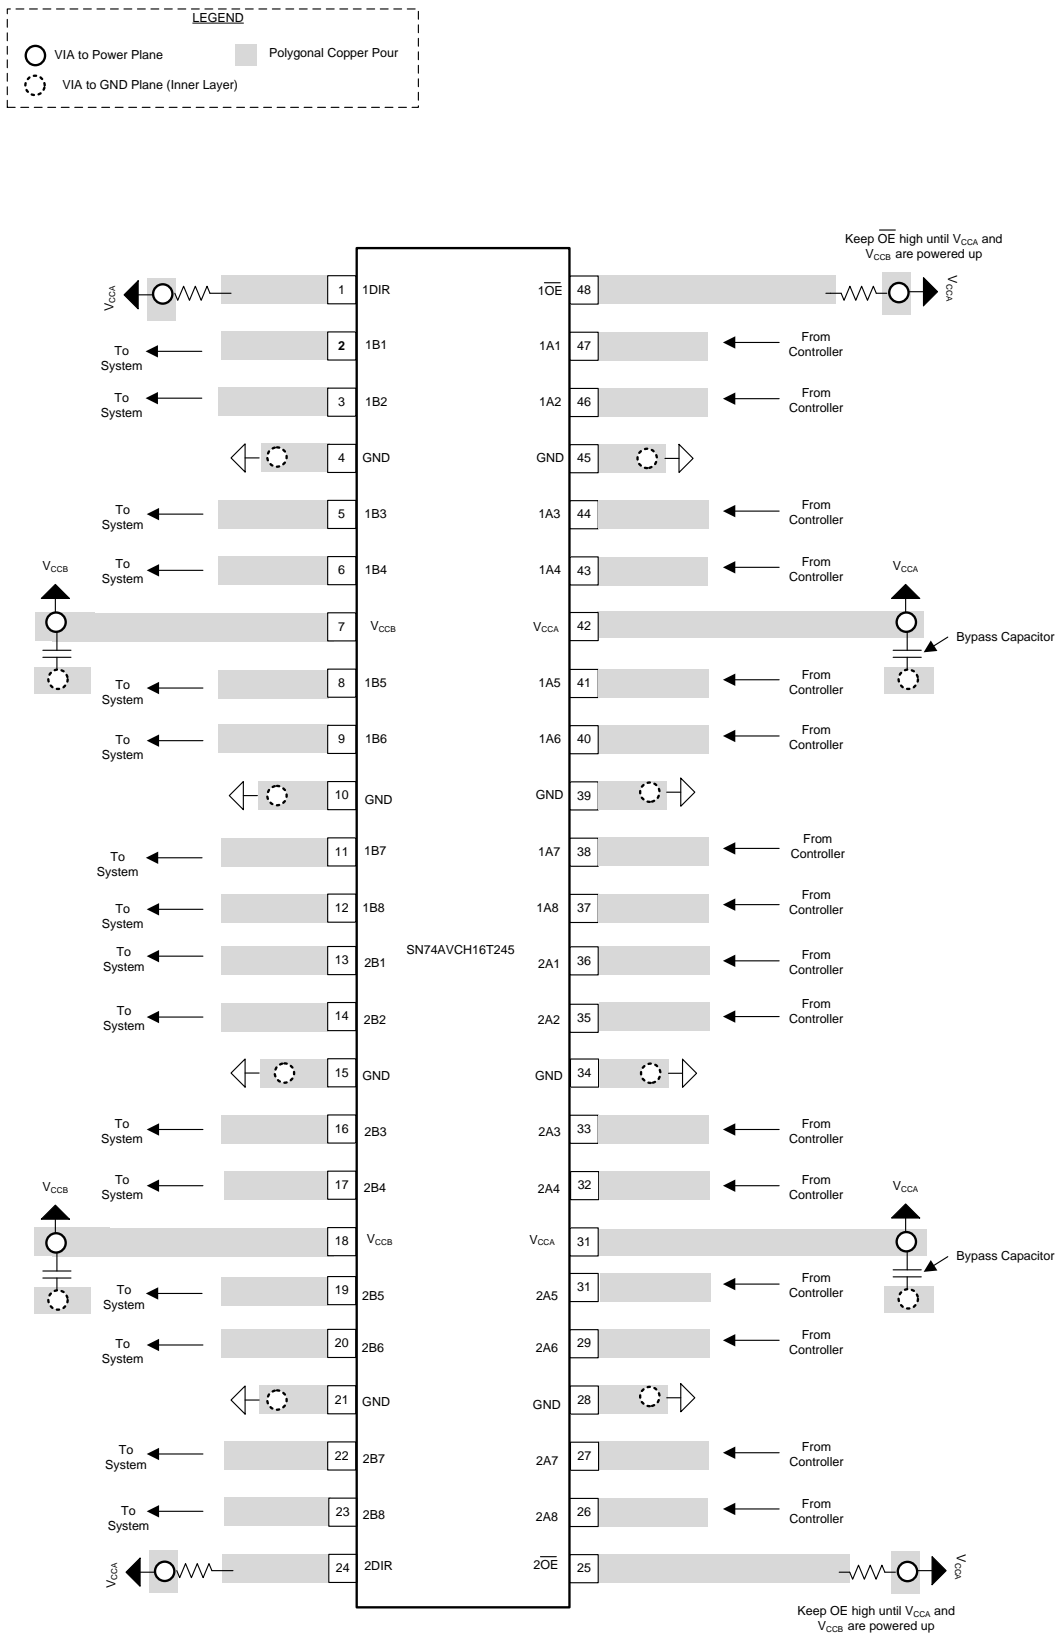 LEGEND
VIA to Power Plane
Polygonal Copper Pour
VIA to GND Plane (Inner Layer)
Keep O̅E̅ high until VCCA and
VCCB are powered up
VCCA
1 1DIR
1O̅E̅ 48
VCCA
To
System
2 1B1
1A1 47
From
Controller
To
System
3 1B2
1A2 46
From
Controller
4 GND
GND 45
To
System
5 1B3
1A3 44
From
Controller
To
System
6 1B4
1A4 43
From
Controller
VCCB
VCCA
7 VCCB
VCCA 42
Bypass Capacitor
To
System
8 1B5
1A5 41
From
Controller
To
System
9 1B6
1A6 40
From
Controller
10 GND
GND 39
To
System
11 1B7
1A7 38
From
Controller
To
System
12 1B8
1A8 37
From
Controller
SN74AVCH16T245
To
System
13 2B1
2A1 36
From
Controller
To
System
14 2B2
2A2 35
From
Controller
15 GND
GND 34
To
System
16 2B3
2A3 33
From
Controller
To
System
17 2B4
2A4 32
From
Controller
VCCB
VCCA
18 VCCB
VCCA 31
Bypass Capacitor
To
System
19 2B5
2A5 31
From
Controller
To
System
20 2B6
2A6 29
From
Controller
21 GND
GND 28
To
System
22 2B7
2A7 27
From
Controller
To
System
23 2B8
2A8 26
From
Controller
VCCA
24 2DIR
2O̅E̅ 25
VCCA
Keep OE high until VCCA and
VCCB are powered up